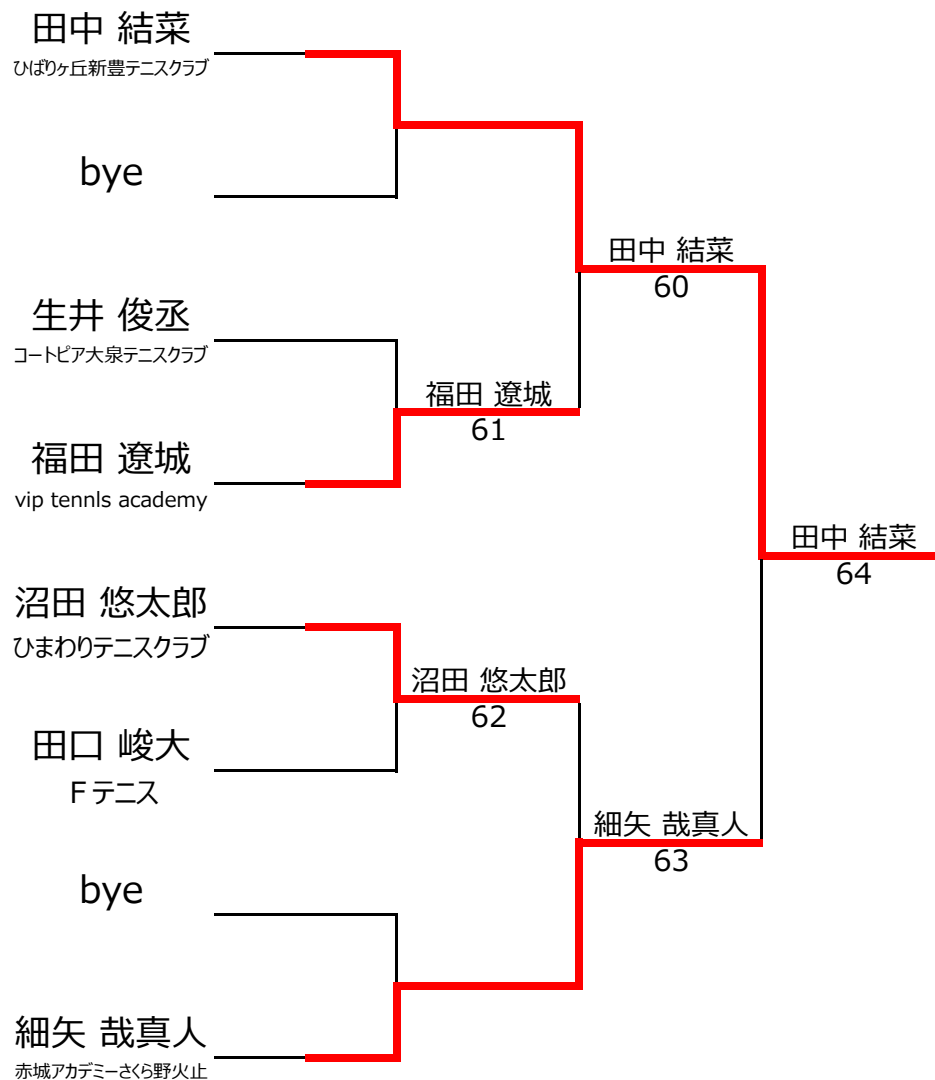 田中 結菜
ひばりヶ丘新豊テニスクラブ
bye
田中 結菜
60
生井 俊丞
コートピア大泉テニスクラブ
福田 遼城
61
福田 遼城
vip tennls academy
田中 結菜
64
沼田 悠太郎
ひまわりテニスクラブ
沼田 悠太郎
62
田口 峻大
Fテニス
細矢 哉真人
63
bye
細矢 哉真人
赤城アカデミーさくら野火止